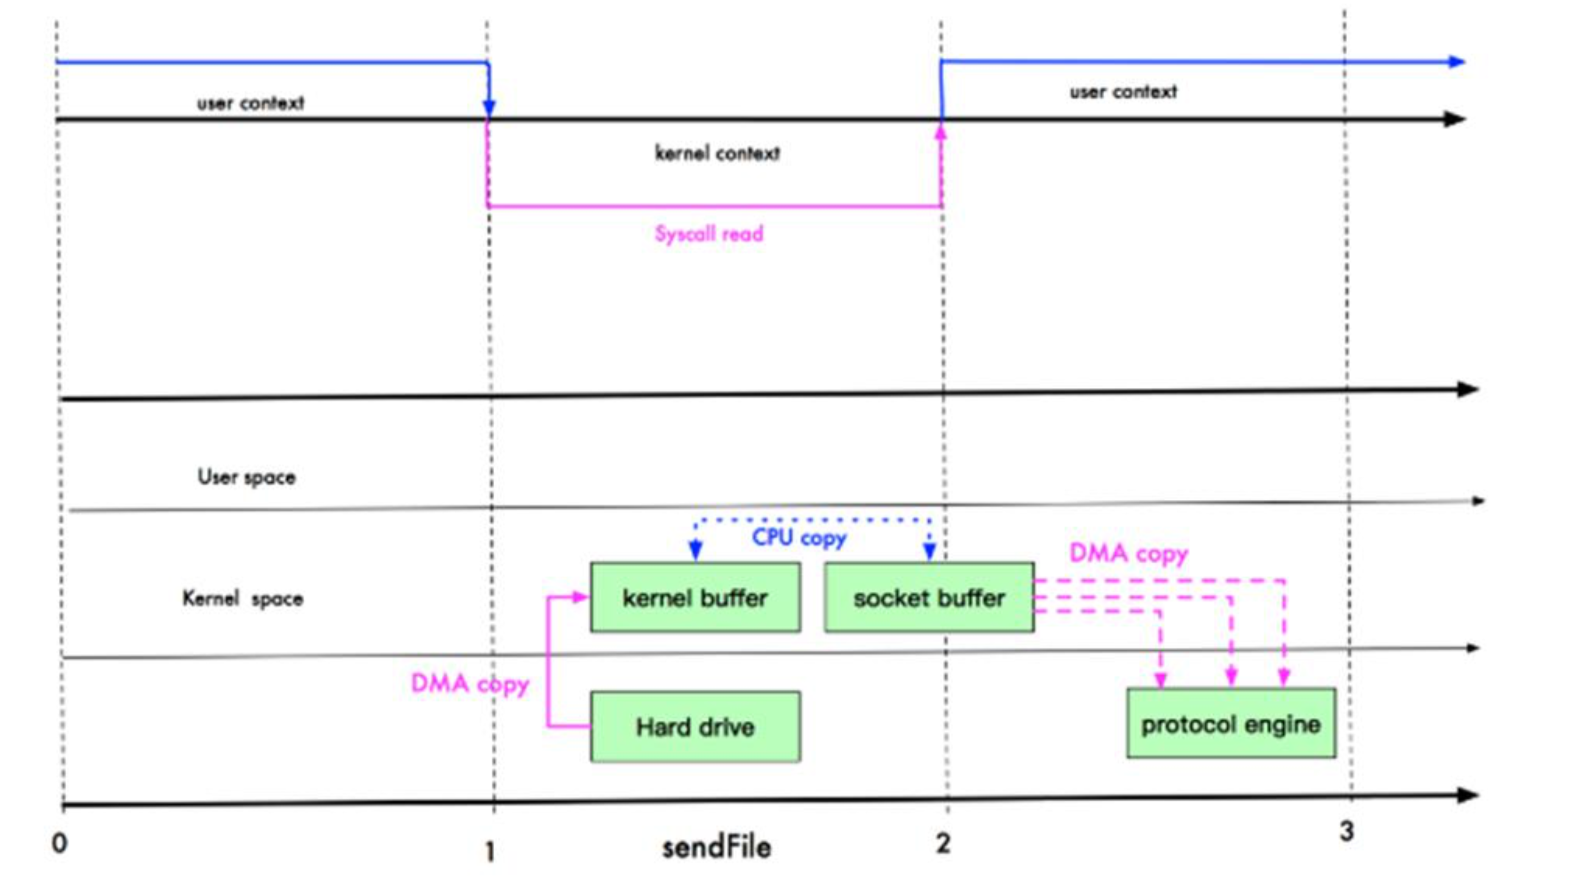 user context
user context
kernel context
Syscall read
User space
CPU copy
DMA copy
Kernel space
kernel buffer
socket buffer
DMA copy
Hard drive
protocol engine
0
1
sendFile
2
3